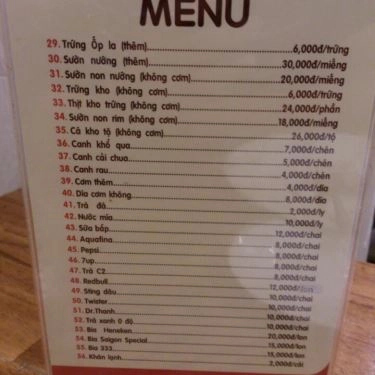 MENU
29. Trứng Ốp la (thêm) 6,000đ/trứng
30. Sườn nướng (thêm) 30,000đ/miếng
31. Sườn non nướng (không cơm) 20,000đ/miếng
32. Trứng kho (không cơm) 6,000đ/trứng
33. Thịt kho trứng (không cơm) 24,000đ/phần
34. Sườn non rim (không cơm) 18,000đ/miếng
35. Cá kho tộ (không cơm) 26,000đ/tộ
36. Canh khổ qua 7,000đ/chén
37. Canh cải chua 5,000đ/chén
38. Canh rau 4,000đ/chén
39. Cơm thêm 4,000đ/dĩa
40. Dĩa cơm không 8,000đ/dĩa
41. Trà đá 2,000đ/ly
42. Nước mía 10,000đ/ly
43. Sữa bắp 12,000đ/chai
44. Aquafina 8,000đ/chai
45. Pepsi 8,000đ/chai
46. 7up 8,000đ/chai
47. Trà C2 8,000đ/chai
48. Redbull 12,000đ/lon
49. Sting dâu 10,000đ/chai
50. Twister 10,000đ/chai
51. Dr.Thanh 10,000đ/chai
52. Trà xanh 0 độ 10,000đ/chai
53. Bia Heneken 20,000đ/lon
54. Bia Saigon Special 15,000đ/lon
55. Bia 333 15,000đ/lon
56. Khăn lạnh 2,000đ/cái